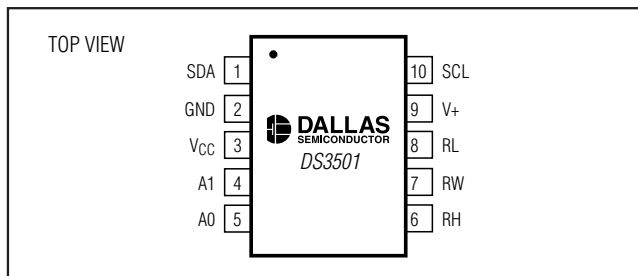 TOP VIEW
SDA 1
GND 2
VCC 3
A1 4
A0 5
DALLAS
SEMICONDUCTOR
DS3501
10 SCL
9 V+
8 RL
7 RW
6 RH